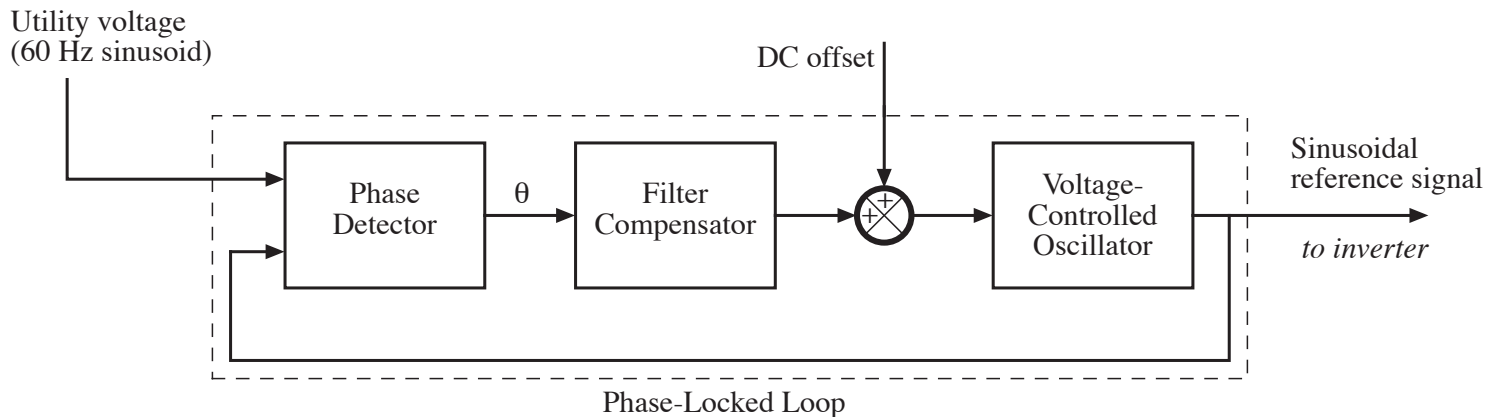 Utility voltage
(60 Hz sinusoid)
DC offset
Phase
Detector
θ
Filter
Compensator
+
+
Voltage-
Controlled
Oscillator
Sinusoidal
reference signal
to inverter
Phase-Locked Loop